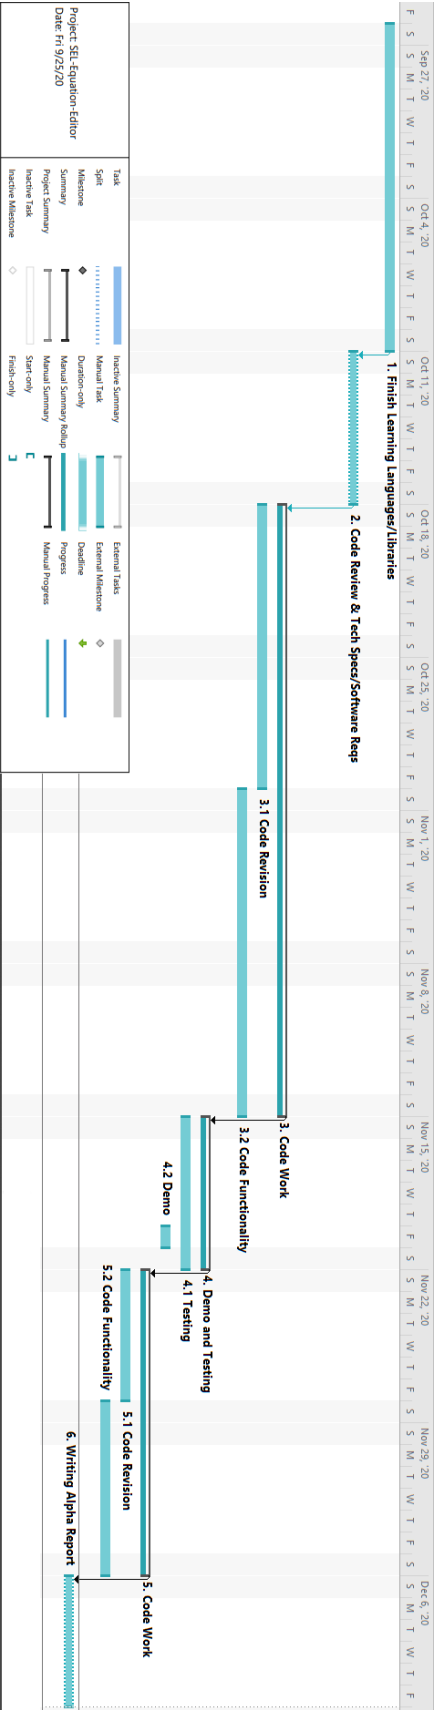 Sep 27, '20 Oct 4, '20 Oct 11, '20 Oct 18, '20 Oct 25, '20 Nov 1, '20 Nov 8, '20 Nov 15, '20 Nov 22, '20 Nov 29, '20 Dec 6, '20
F S S M T W T F S S M T W T F S S M T W T F S S M T W T F S S M T W T F S S M T W T F S S M T W T F S S M T W T F S S M T W T F S S M T W T F S S M T W T F
1. Finish Learning Languages/Libraries
2. Code Review & Tech Specs/Software Reqs
3. Code Work
3.1 Code Revision
3.2 Code Functionality
4. Demo and Testing
4.1 Testing
4.2 Demo
5. Code Work
5.1 Code Revision
5.2 Code Functionality
6. Writing Alpha Report
Project: SEL-Equation-Editor
Date: Fri 9/25/20
Task
Split
Milestone
Summary
Project Summary
Inactive Task
Inactive Milestone
Inactive Summary
Manual Task
Duration-only
Manual Summary Rollup
Manual Summary
Start-only
Finish-only
External Tasks
External Milestone
Deadline
Progress
Manual Progress